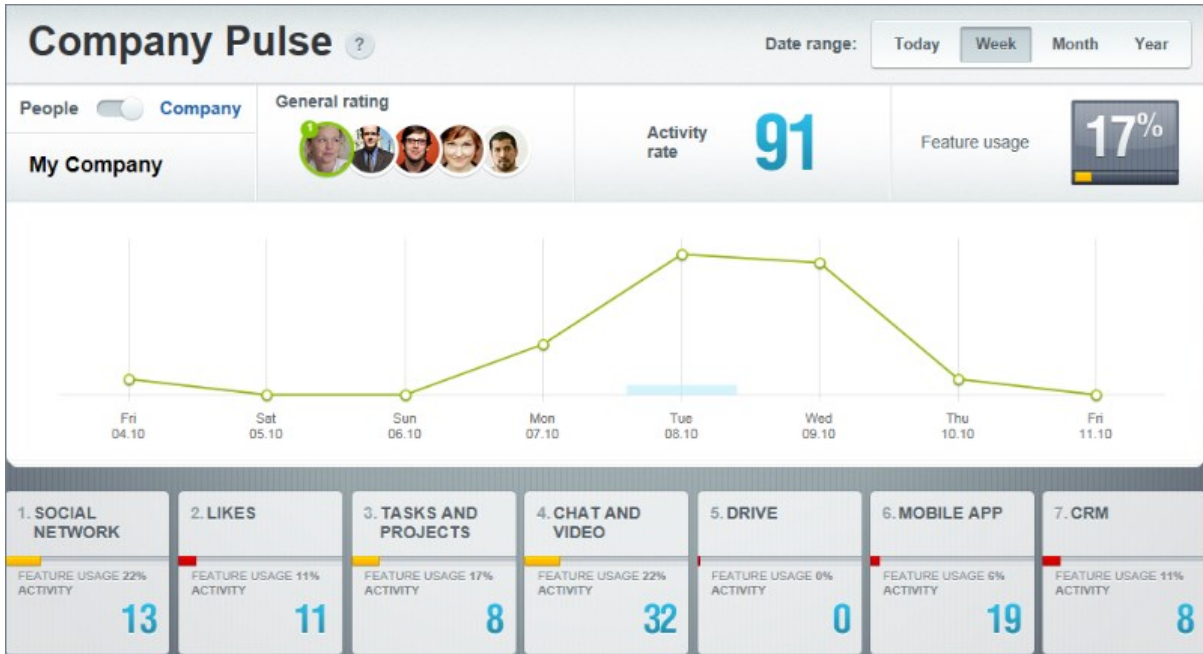 Company Pulse ?
Date range: Today Week Month Year
People Company
My Company
General rating
1
Activity
rate
91
Feature usage
17%
Fri
04.10
Sat
05.10
Sun
06.10
Mon
07.10
Tue
08.10
Wed
09.10
Thu
10.10
Fri
11.10
1. SOCIAL
NETWORK
FEATURE USAGE 22%
ACTIVITY
13
2. LIKES
FEATURE USAGE 11%
ACTIVITY
11
3. TASKS AND
PROJECTS
FEATURE USAGE 17%
ACTIVITY
8
4. CHAT AND
VIDEO
FEATURE USAGE 22%
ACTIVITY
32
5. DRIVE
FEATURE USAGE 0%
ACTIVITY
0
6. MOBILE APP
FEATURE USAGE 6%
ACTIVITY
19
7. CRM
FEATURE USAGE 11%
ACTIVITY
8